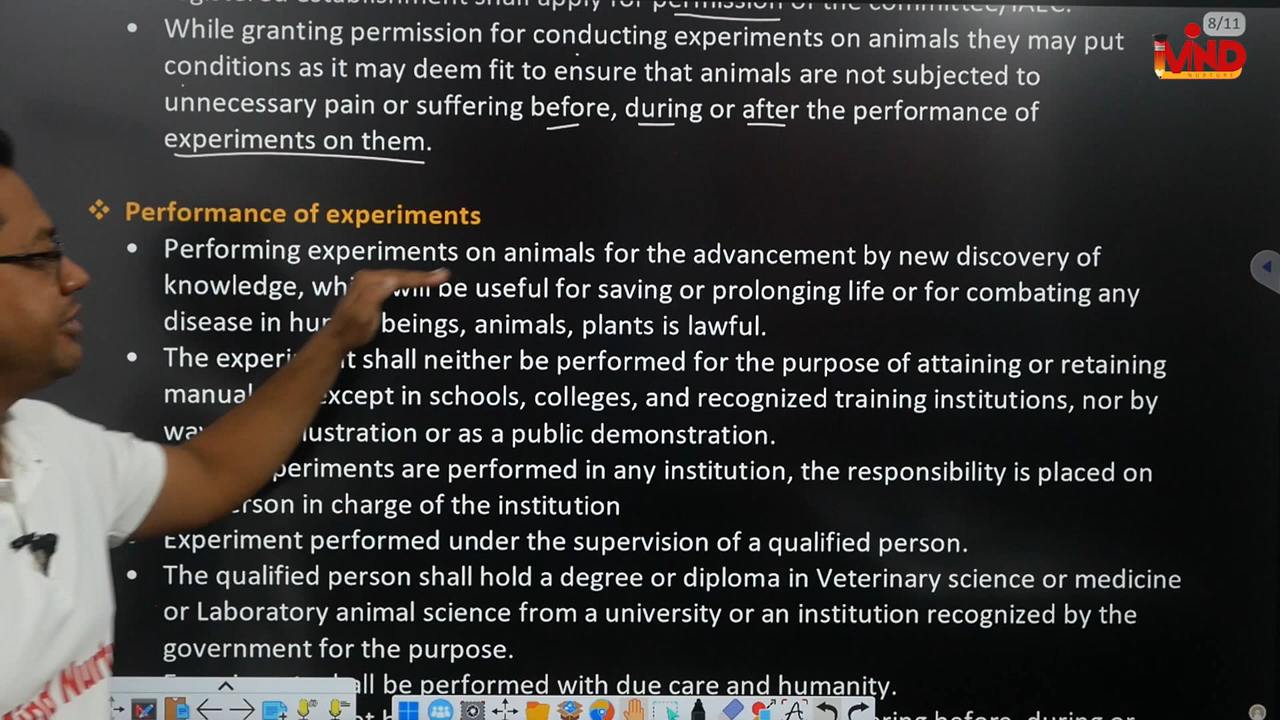 permission of the committee/IAEC.
8/11
MIND
NURTURE
While granting permission for conducting experiments on animals they may put
conditions as it may deem fit to ensure that animals are not subjected to
unnecessary pain or suffering before, during or after the performance of
experiments on them.
Performance of experiments
Performing experiments on animals for the advancement by new discovery of
knowledge, will be useful for saving or prolonging life or for combating any
disease in beings, animals, plants is lawful.
The shall neither be performed for the purpose of attaining or retaining
manual except in schools, colleges, and recognized training institutions, nor by
or as a public demonstration.
are performed in any institution, the responsibility is placed on
in charge of the institution
Experiment performed under the supervision of a qualified person.
The qualified person shall hold a degree or diploma in Veterinary science or medicine
or Laboratory animal science from a university or an institution recognized by the
government for the purpose.
shall be performed with due care and humanity.